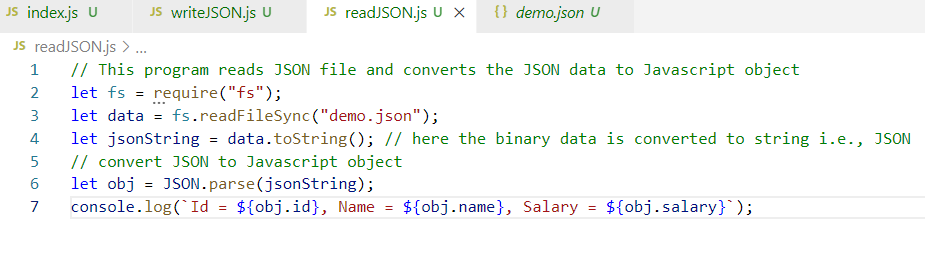 JS index.js U JS writeJSON.js U JS readJSON.js U × {} demo.json U
JS readJSON.js > ...
1 // This program reads JSON file and converts the JSON data to Javascript object
2 let fs = require("fs");
3 let data = fs.readFileSync("demo.json");
4 let jsonString = data.toString(); // here the binary data is converted to string i.e., JSON
5 // convert JSON to Javascript object
6 let obj = JSON.parse(jsonString);
7 console.log(`Id = ${obj.id}, Name = ${obj.name}, Salary = ${obj.salary}`);